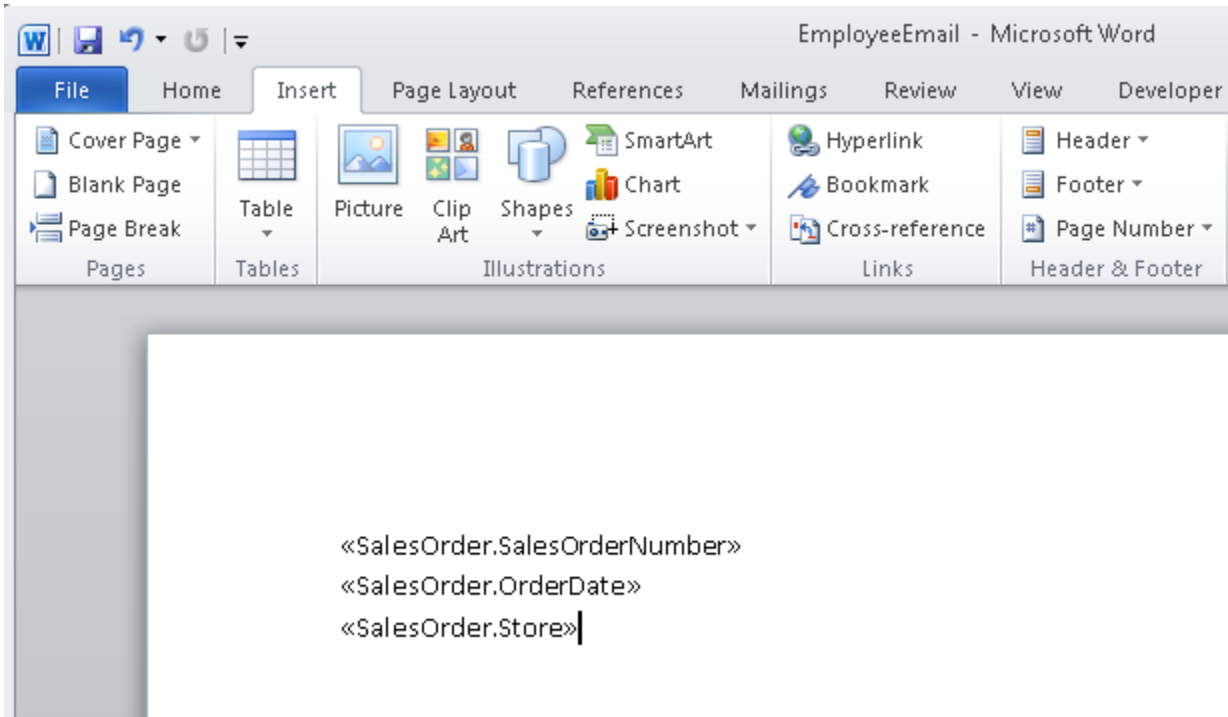 W
EmployeeEmail - Microsoft Word
File Home Insert Page Layout References Mailings Review View Developer
Cover Page
Blank Page
Page Break
Pages
Table
Tables
Picture
Clip
Art
Shapes
SmartArt
Chart
Screenshot
Illustrations
Hyperlink
Bookmark
Cross-reference
Links
Header
Footer
# Page Number
Header & Footer
«SalesOrder.SalesOrderNumber»
«SalesOrder.OrderDate»
«SalesOrder.Store»